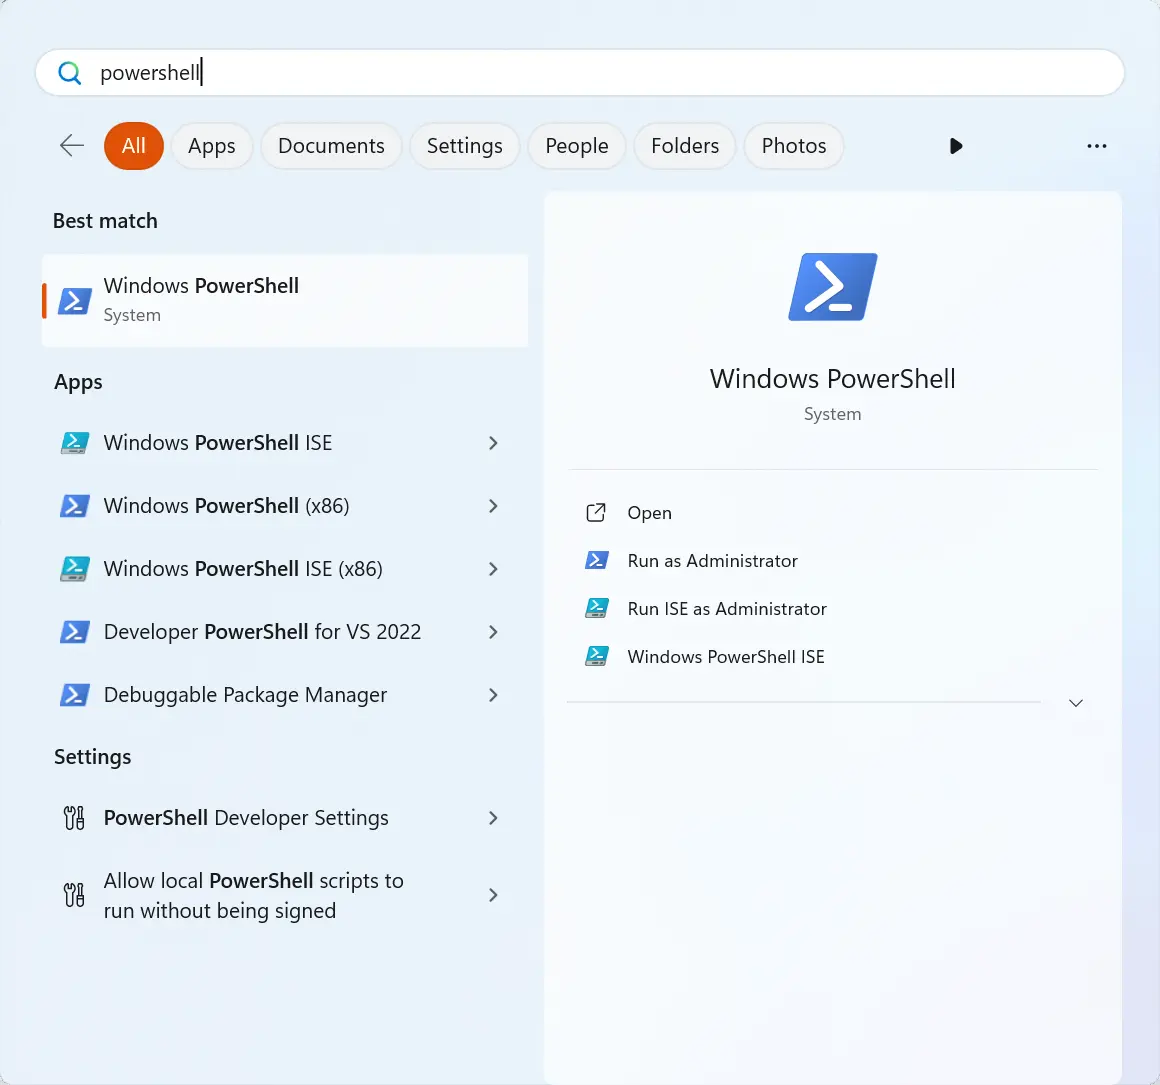 powershell
All Apps Documents Settings People Folders Photos
Best match
Windows PowerShell
System
Apps
Windows PowerShell ISE
Windows PowerShell (x86)
Windows PowerShell ISE (x86)
Developer PowerShell for VS 2022
Debuggable Package Manager
Settings
PowerShell Developer Settings
Allow local PowerShell scripts to
run without being signed
Windows PowerShell
System
Open
Run as Administrator
Run ISE as Administrator
Windows PowerShell ISE